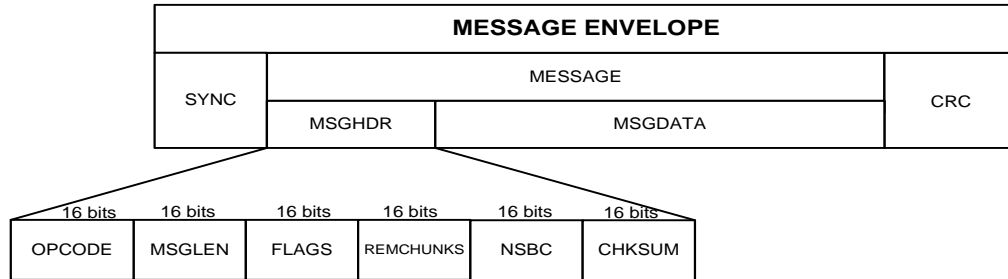 MESSAGE ENVELOPE
SYNC
MESSAGE
CRC
MSGHDR
MSGDATA
16 bits
16 bits
16 bits
16 bits
16 bits
16 bits
OPCODE
MSGLEN
FLAGS
REMCHUNKS
NSBC
CHKSUM